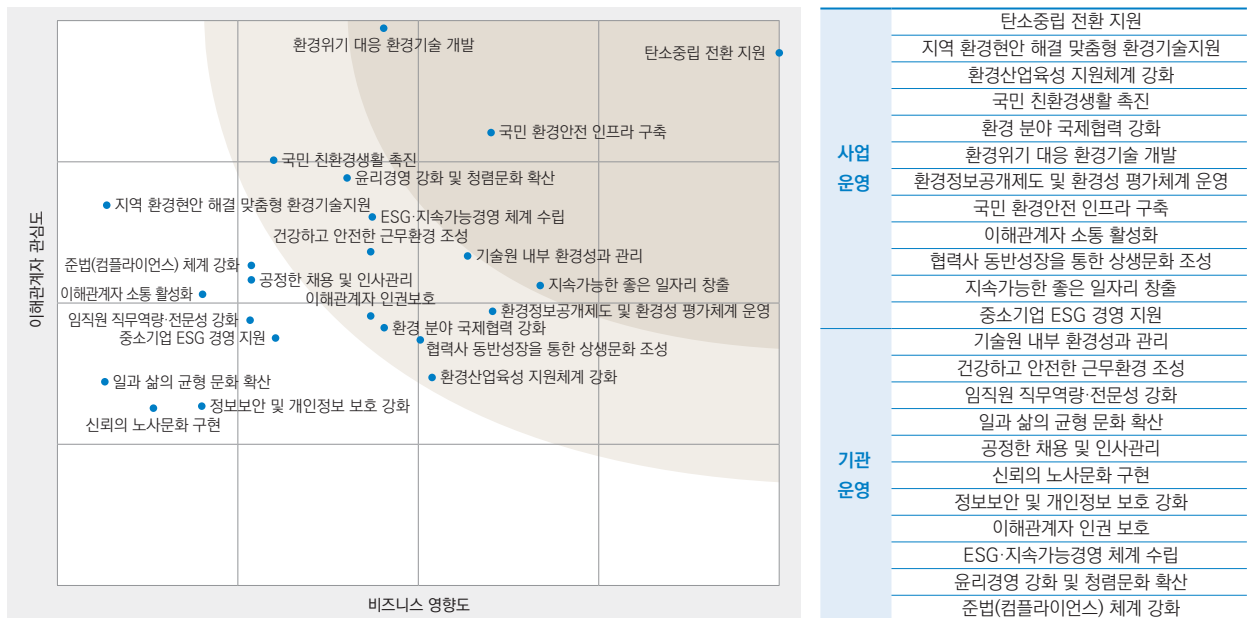 환경위기 대응 환경기술 개발
탄소중립 전환 지원
국민 환경안전 인프라 구축
국민 친환경생활 촉진
윤리경영 강화 및 청렴문화 확산
지역 환경현안 해결 맞춤형 환경기술지원
ESG·지속가능경영 체계 수립
건강하고 안전한 근무환경 조성
기술원 내부 환경성과 관리
준법(컴플라이언스) 체계 강화
공정한 채용 및 인사관리
지속가능한 좋은 일자리 창출
이해관계자 소통 활성화
이해관계자 인권보호
환경정보공개제도 및 환경성 평가체계 운영
임직원 직무역량·전문성 강화
환경 분야 국제협력 강화
중소기업 ESG 경영 지원
협력사 동반성장을 통한 상생문화 조성
환경산업육성 지원체계 강화
일과 삶의 균형 문화 확산
정보보안 및 개인정보 보호 강화
신뢰의 노사문화 구현
이해관계자 관심도
비즈니스 영향도
사업
운영
탄소중립 전환 지원
지역 환경현안 해결 맞춤형 환경기술지원
환경산업육성 지원체계 강화
국민 친환경생활 촉진
환경 분야 국제협력 강화
환경위기 대응 환경기술 개발
환경정보공개제도 및 환경성 평가체계 운영
국민 환경안전 인프라 구축
이해관계자 소통 활성화
협력사 동반성장을 통한 상생문화 조성
지속가능한 좋은 일자리 창출
중소기업 ESG 경영 지원
기관
운영
기술원 내부 환경성과 관리
건강하고 안전한 근무환경 조성
임직원 직무역량·전문성 강화
일과 삶의 균형 문화 확산
공정한 채용 및 인사관리
신뢰의 노사문화 구현
정보보안 및 개인정보 보호 강화
이해관계자 인권 보호
ESG·지속가능경영 체계 수립
윤리경영 강화 및 청렴문화 확산
준법(컴플라이언스) 체계 강화